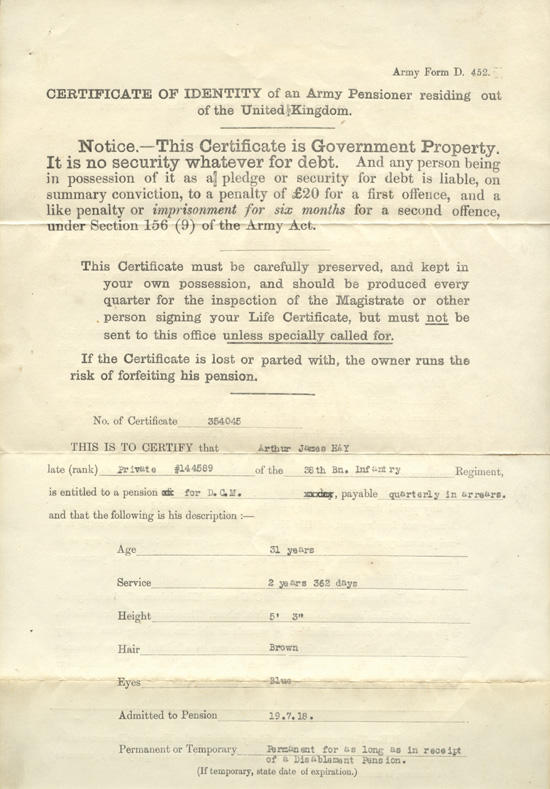 Army Form D. 452.
CERTIFICATE OF IDENTITY of an Army Pensioner residing out
of the United Kingdom.
Notice.—This Certificate is Government Property.
It is no security whatever for debt. And any person being
in possession of it as a pledge or security for debt is liable, on
summary conviction, to a penalty of £20 for a first offence, and a
like penalty or imprisonment for six months for a second offence,
under Section 156 (9) of the Army Act.
This Certificate must be carefully preserved, and kept in
your own possession, and should be produced every
quarter for the inspection of the Magistrate or other
person signing your Life Certificate, but must not be
sent to this office unless specially called for.
If the Certificate is lost or parted with, the owner runs the
risk of forfeiting his pension.
No. of Certificate 354045
THIS IS TO CERTIFY that Arthur James KAY
late (rank) Private #144589 of the 38th Bn. Infantry Regiment,
is entitled to a pension for D.C.M. , payable quarterly in arrears.
and that the following is his description :—
Age 31 years
Service 2 years 362 days
Height 5' 3"
Hair Brown
Eyes Blue
Admitted to Pension 19.7.18.
Permanent or Temporary Permanent for as long as in receipt
of a Disablement Pension.
(If temporary, state date of expiration.)